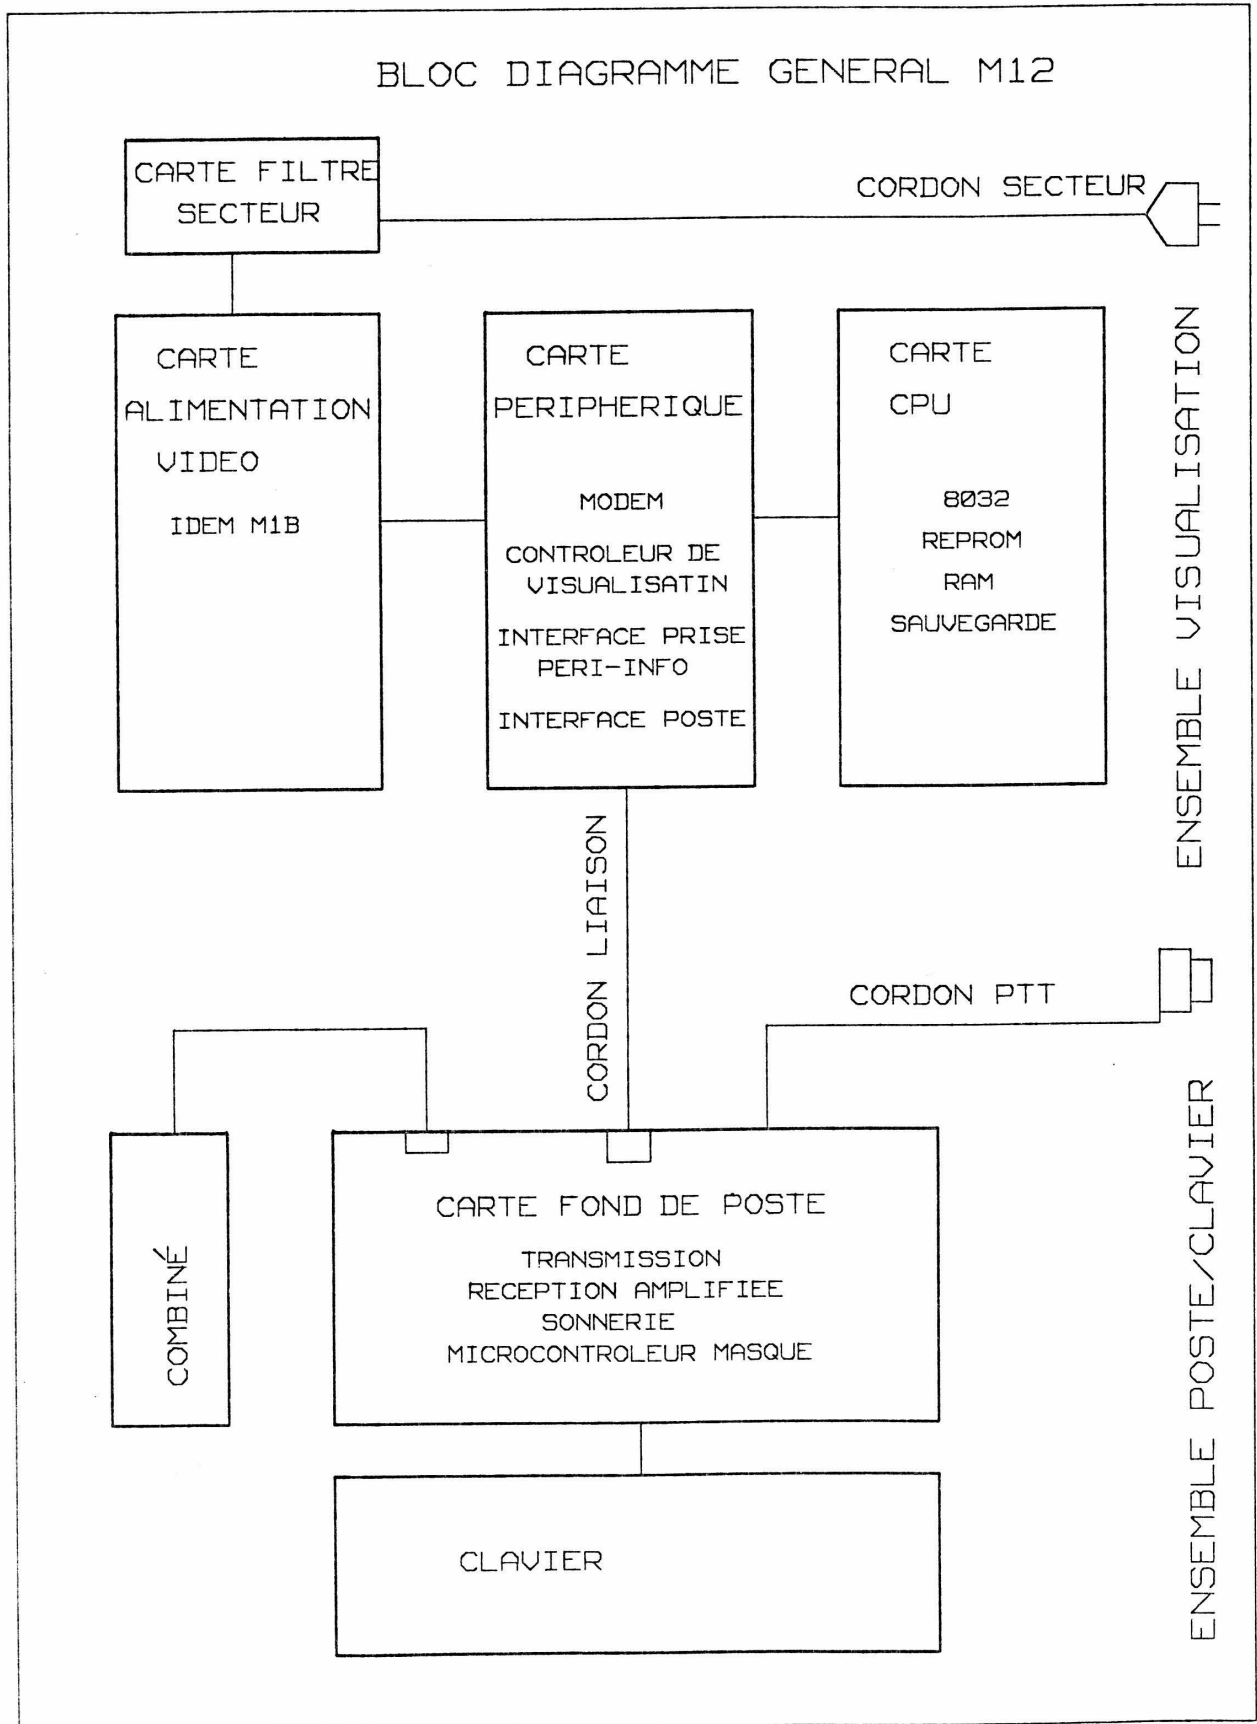 BLOC DIAGRAMME GENERAL M12
CARTE FILTRE
SECTEUR
CORDON SECTEUR
CARTE
ALIMENTATION
VIDEO
IDEM M1B
CARTE
PERIPHERIQUE
MODEM
CONTROLEUR DE
VISUALISATIN
INTERFACE PRISE
PERI-INFO
INTERFACE POSTE
CARTE
CPU
8032
REPROM
RAM
SAUVEGARDE
ENSEMBLE VISUALISATION
CORDON LIAISON
CORDON PTT
COMBINÉ
CARTE FOND DE POSTE
TRANSMISSION
RECEPTION AMPLIFIEE
SONNERIE
MICROCONTROLEUR MASQUE
CLAVIER
ENSEMBLE POSTE/CLAVIER